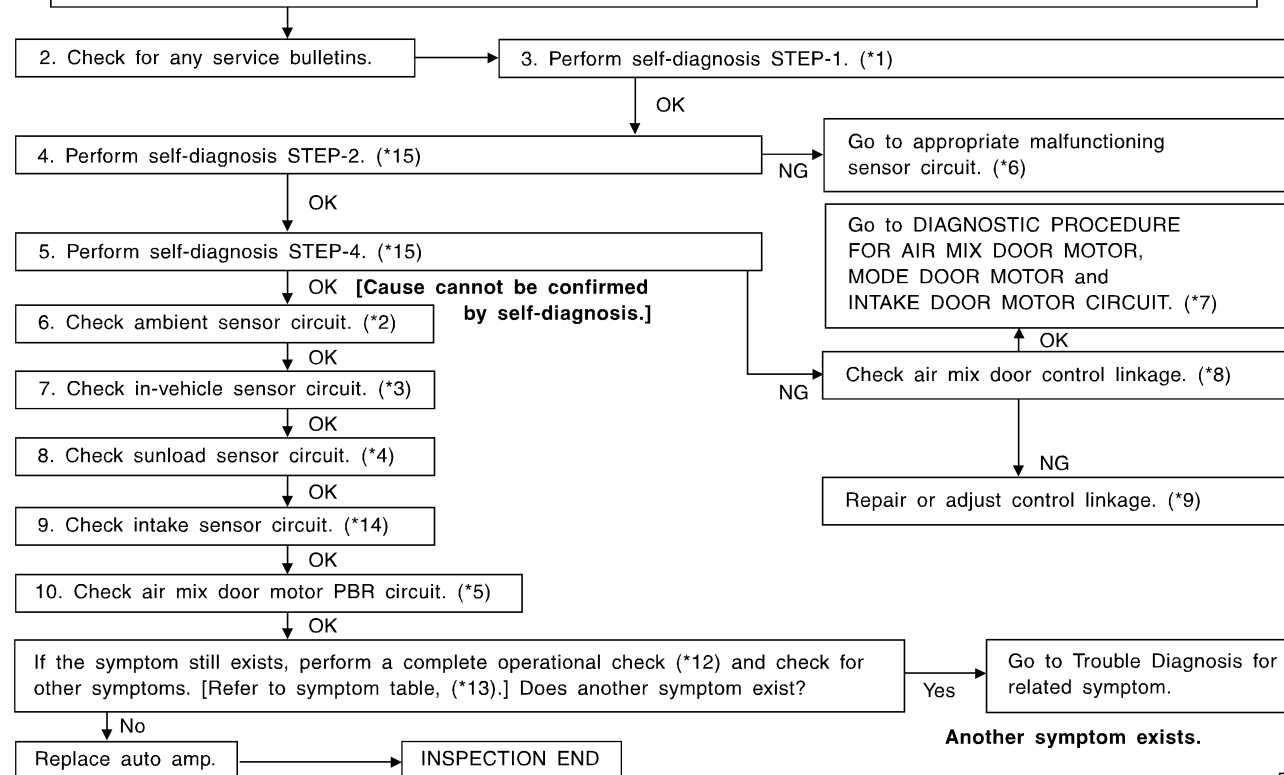 2. Check for any service bulletins.
3. Perform self-diagnosis STEP-1. (*1)
OK
4. Perform self-diagnosis STEP-2. (*15)
NG
Go to appropriate malfunctioning
sensor circuit. (*6)
OK
5. Perform self-diagnosis STEP-4. (*15)
Go to DIAGNOSTIC PROCEDURE
FOR AIR MIX DOOR MOTOR,
MODE DOOR MOTOR and
INTAKE DOOR MOTOR CIRCUIT. (*7)
OK
[Cause cannot be confirmed
by self-diagnosis.]
6. Check ambient sensor circuit. (*2)
OK
OK
7. Check in-vehicle sensor circuit. (*3)
NG
Check air mix door control linkage. (*8)
OK
8. Check sunload sensor circuit. (*4)
NG
OK
Repair or adjust control linkage. (*9)
9. Check intake sensor circuit. (*14)
OK
10. Check air mix door motor PBR circuit. (*5)
OK
If the symptom still exists, perform a complete operational check (*12) and check for
other symptoms. [Refer to symptom table, (*13).] Does another symptom exist?
Yes
Go to Trouble Diagnosis for
related symptom.
No
Another symptom exists.
Replace auto amp.
INSPECTION END